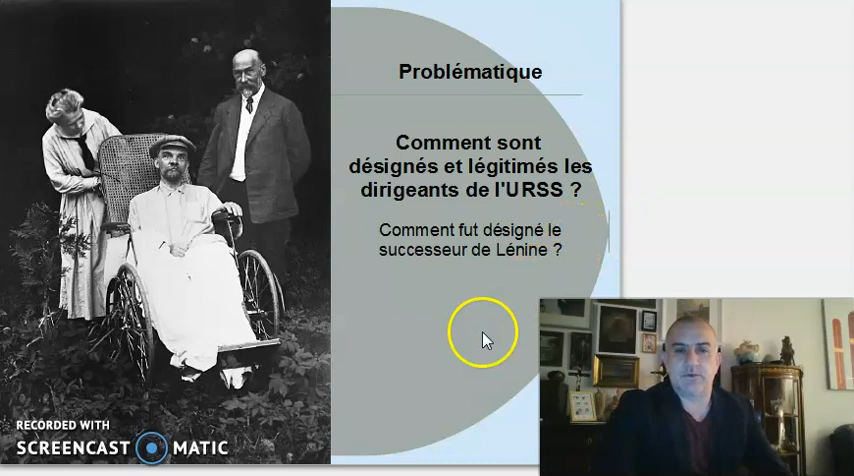 Problématique
Comment sont
désignés et légitimés les
dirigeants de l'URSS ?
Comment fut désigné le
successeur de Lénine ?
RECORDED WITH
SCREENCAST MATIC